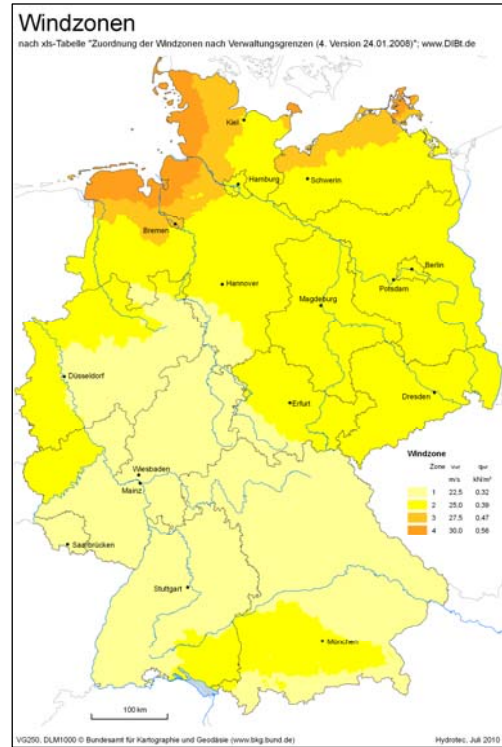 Windzonen
nach xls-Tabelle "Zuordnung der Windzonen nach Verwaltungsgrenzen (4. Version 24.01.2008)"; www.DIBt.de
Kiel
Hamburg
Schwerin
Bremen
Berlin
Hannover
Potsdam
Magdeburg
Düsseldorf
Dresden
Erfurt
Windzone
Zone vur qur
m/s kN/m²
1 22,5 0,32
2 25,0 0,39
3 27,5 0,47
4 30,0 0,56
Wiesbaden
Mainz
Saarbrücken
Stuttgart
München
100 km
VG250, DLM1000 © Bundesamt für Kartographie und Geodäsie (www.bkg.bund.de)
Hydrotec, Juli 2010